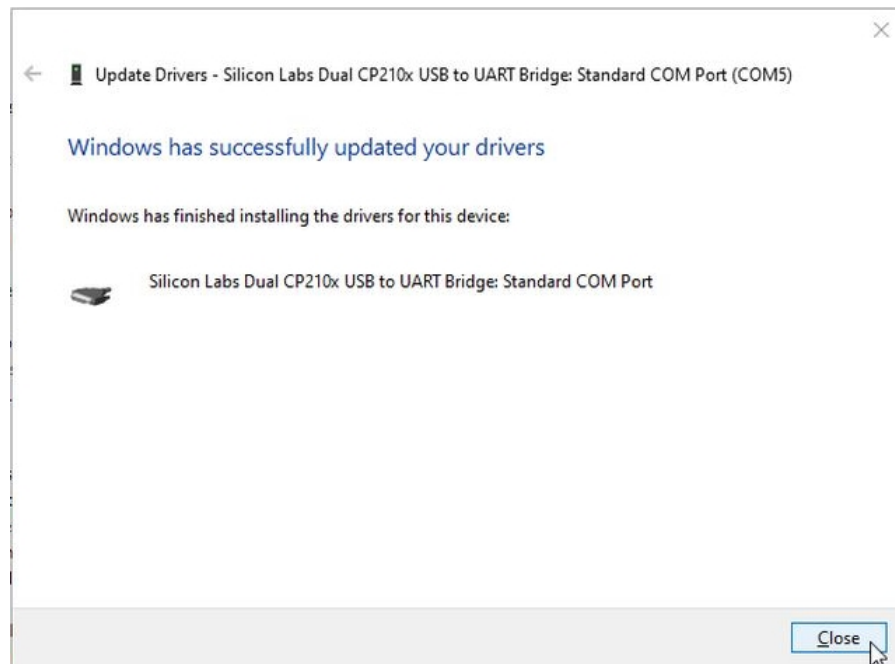 Update Drivers - Silicon Labs Dual CP210x USB to UART Bridge: Standard COM Port (COM5)
Windows has successfully updated your drivers
Windows has finished installing the drivers for this device:
Silicon Labs Dual CP210x USB to UART Bridge: Standard COM Port
Close